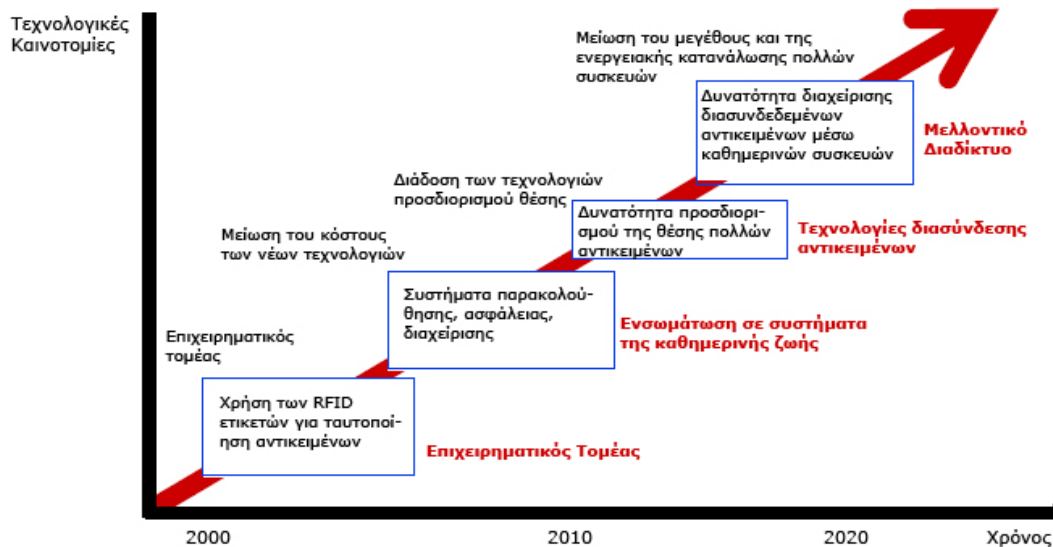 Τεχνολογικές
Καινοτομίες
Μείωση του μεγέθους και της
ενεργειακής κατανάλωσης πολλών
συσκευών
Δυνατότητα διαχείρισης
διασυνδεδεμένων
αντικειμένων μέσω
καθημερινών συσκευών
Μελλοντικό
Διαδίκτυο
Διάδοση των τεχνολογιών
προσδιορισμού θέσης
Δυνατότητα προσδιορι-
σμού της θέσης πολλών
αντικειμένων
Τεχνολογίες διασύνδεσης
αντικειμένων
Μείωση του κόστους
των νέων τεχνολογιών
Συστήματα παρακολού-
θησης, ασφάλειας,
διαχείρισης
Ενσωμάτωση σε συστήματα
της καθημερινής ζωής
Επιχειρηματικός
τομέας
Χρήση των RFID
ετικετών για ταυτοποί-
ηση αντικειμένων
Επιχειρηματικός Τομέας
2000
2010
2020
Χρόνος